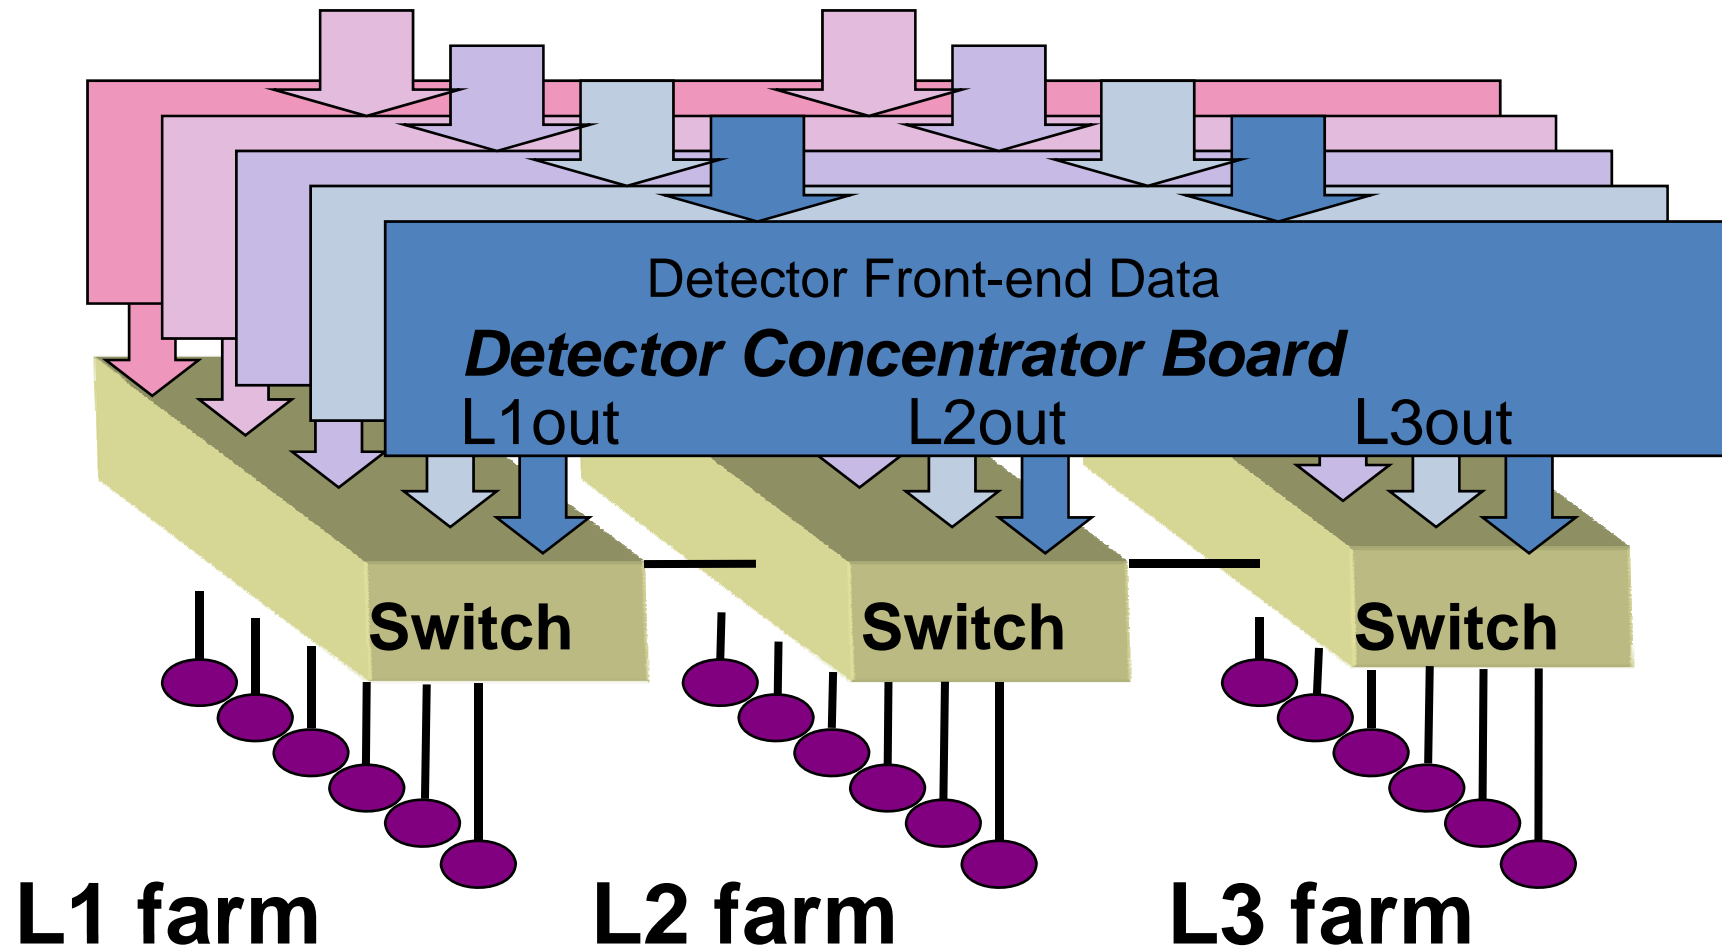 Detector Front-end Data
Detector Concentrator Board
L1out L2out L3out
Switch Switch Switch
L1 farm L2 farm L3 farm